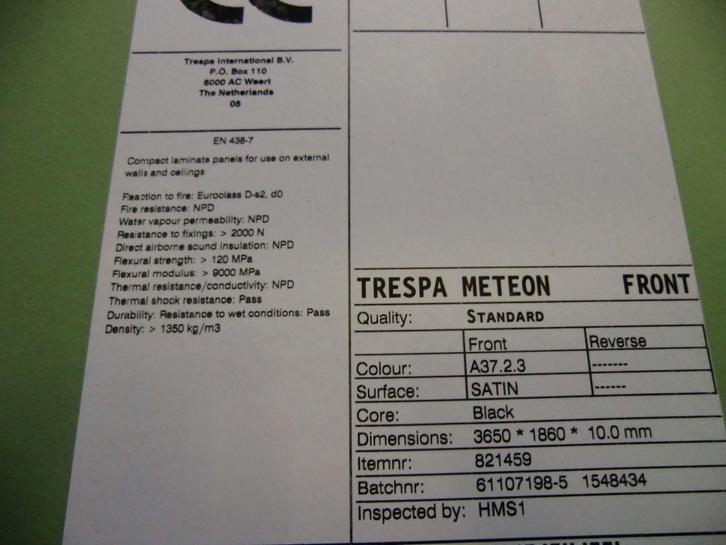 CE
Trespa International B.V.
P.O. Box 110
6000 AC Weert
The Netherlands
05
EN 438-7
Compact laminate panels for use on external
walls and ceilings
Reaction to fire: Euroclass D-s2, d0
Fire resistance: NPD
Water vapour permeability: NPD
Resistance to fixings: > 2000 N
Direct airborne sound insulation: NPD
Flexural strength: > 120 MPa
Flexural modulus: > 9000 MPa
Thermal resistance/conductivity: NPD
Thermal shock resistance: Pass
Durability: Resistance to wet conditions: Pass
Density: > 1350 kg/m3
TRESPA METEON FRONT
Quality: STANDARD
Front Reverse
Colour: A37.2.3 -------
Surface: SATIN ------
Core: Black
Dimensions: 3650 * 1860 * 10.0 mm
Itemnr: 821459
Batchnr: 61107198-5 1548434
Inspected by: HMS1